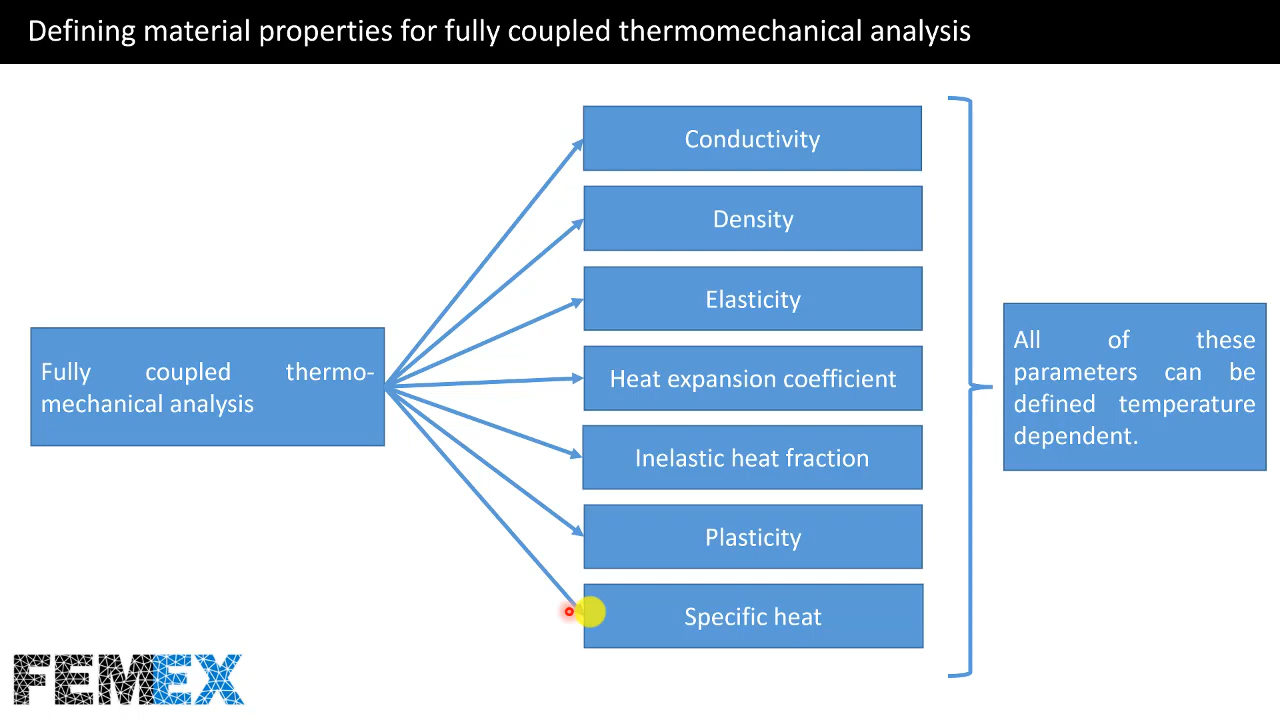 Defining material properties for fully coupled thermomechanical analysis
Conductivity
Density
Elasticity
Heat expansion coefficient
Inelastic heat fraction
Plasticity
Specific heat
Fully coupled thermo-
mechanical analysis
All of these
parameters can be
defined temperature
dependent.
FEMEX